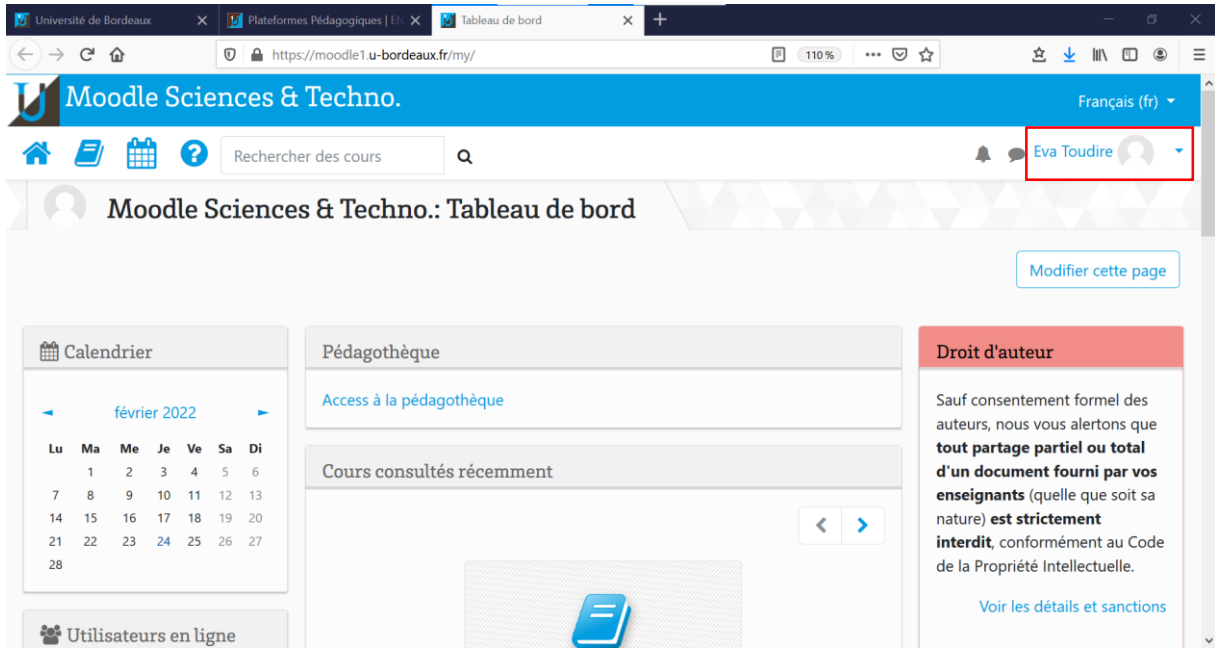 Université de Bordeaux
Plateformes Pédagogiques | EN
Tableau de bord
https://moodle1.u-bordeaux.fr/my/
110 %
Moodle Sciences & Techno.
Français (fr)
Rechercher des cours
Eva Toudire
Moodle Sciences & Techno.: Tableau de bord
Modifier cette page
Calendrier
février 2022
Lu Ma Me Je Ve Sa Di
1 2 3 4 5 6
7 8 9 10 11 12 13
14 15 16 17 18 19 20
21 22 23 24 25 26 27
28
Utilisateurs en ligne
Pédagothèque
Access à la pédagothèque
Cours consultés récemment
Droit d'auteur
Sauf consentement formel des
auteurs, nous vous alertons que
tout partage partiel ou total
d'un document fourni par vos
enseignants (quelle que soit sa
nature) est strictement
interdit, conformément au Code
de la Propriété Intellectuelle.
Voir les détails et sanctions